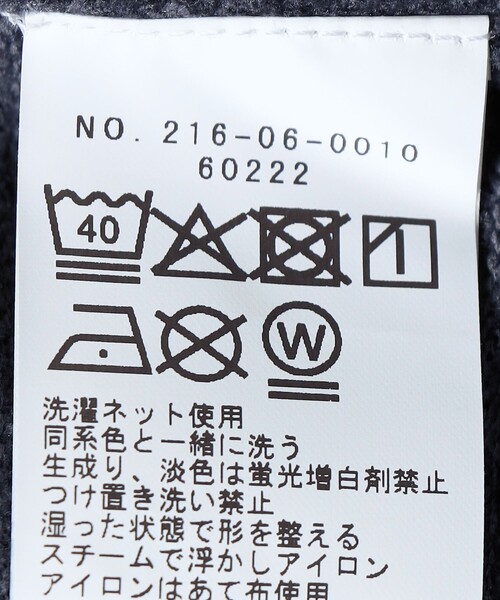 NO. 216-06-0010
60222
40
W
洗濯ネット使用
同系色と一緒に洗う
生成り、淡色は蛍光増白剤禁止
つけ置き洗い禁止
湿った状態で形を整える
スチームで浮かしアイロン
アイロンはあて布使用